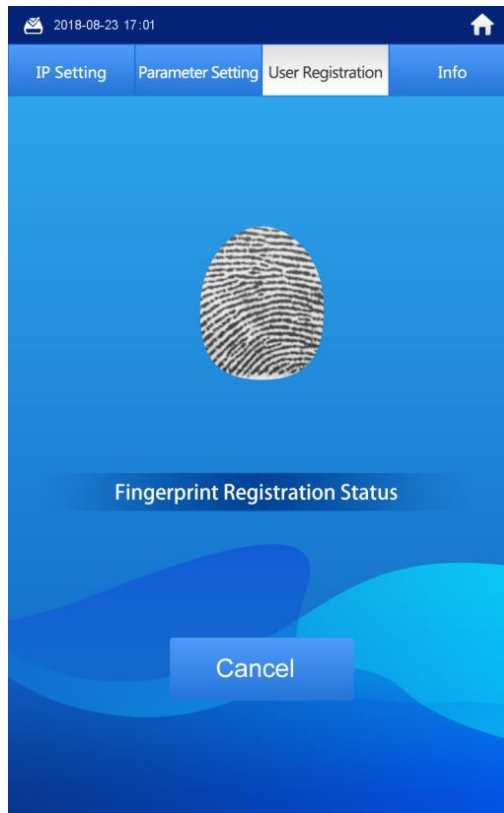 2018-08-23 17:01
IP Setting Parameter Setting User Registration Info
Fingerprint Registration Status
Cancel